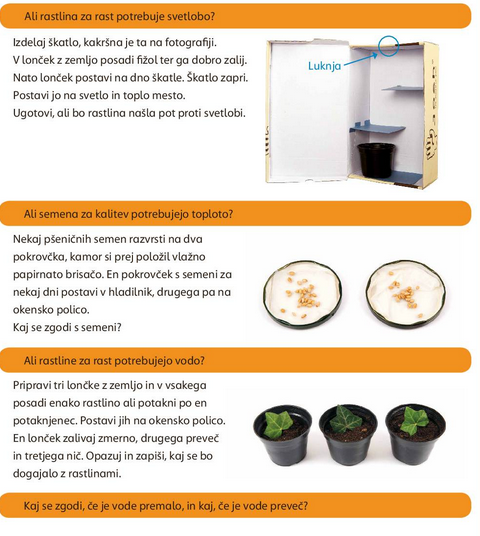 Ali rastlina za rast potrebuje svetlobo?
Izdelaj škatlo, kakršna je ta na fotografiji.
V lonček z zemljo posadi fižol ter ga dobro zalij.
Nato lonček postavi na dno škatle. Škatlo zapri.
Postavi jo na svetlo in toplo mesto.
Ugotovi, ali bo rastlina našla pot proti svetlobi.
Luknja
Ali semena za kalitev potrebujejo toploto?
Nekaj pšeničnih semen razvrsti na dva
pokrovčka, kamor si prej položil vlažno
papirnato brisačo. En pokrovček s semeni za
nekaj dni postavi v hladilnik, drugega pa na
okensko polico.
Kaj se zgodi s semeni?
Ali rastline za rast potrebujejo vodo?
Pripravi tri lončke z zemljo in v vsakega
posadi enako rastlino ali potakni po en
potaknjenec. Postavi jih na okensko polico.
En lonček zalivaj zmerno, drugega preveč
in tretjega nič. Opazuj in zapiši, kaj se bo
dogajalo z rastlinami.
Kaj se zgodi, če je vode premalo, in kaj, če je vode preveč?